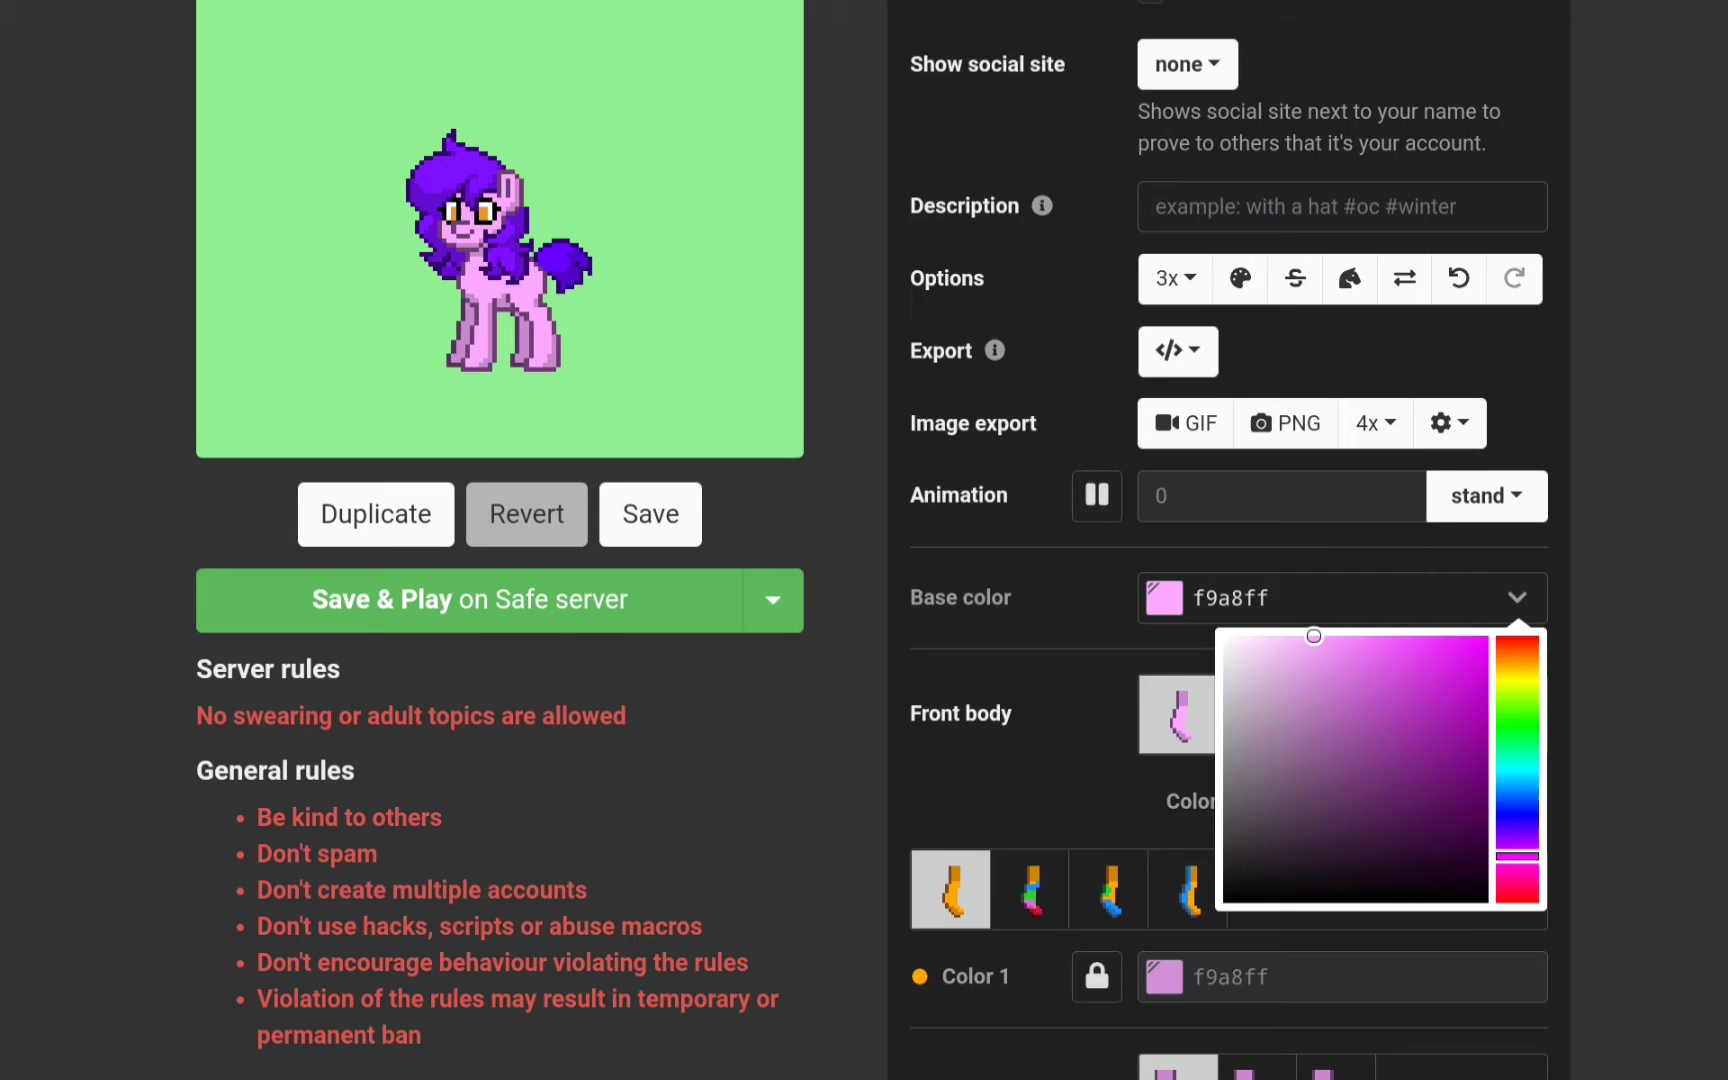 Show social site
none
Shows social site next to your name to
prove to others that it's your account.
Description
example: with a hat #oc #winter
Options
3x
Export
Image export
GIF
PNG
4x
Animation
0
stand
Duplicate
Revert
Save
Save & Play on Safe server
Base color
f9a8ff
Server rules
No swearing or adult topics are allowed
Front body
General rules
Color
• Be kind to others
• Don't spam
• Don't create multiple accounts
• Don't use hacks, scripts or abuse macros
• Don't encourage behaviour violating the rules
• Violation of the rules may result in temporary or
permanent ban
Color 1
f9a8ff